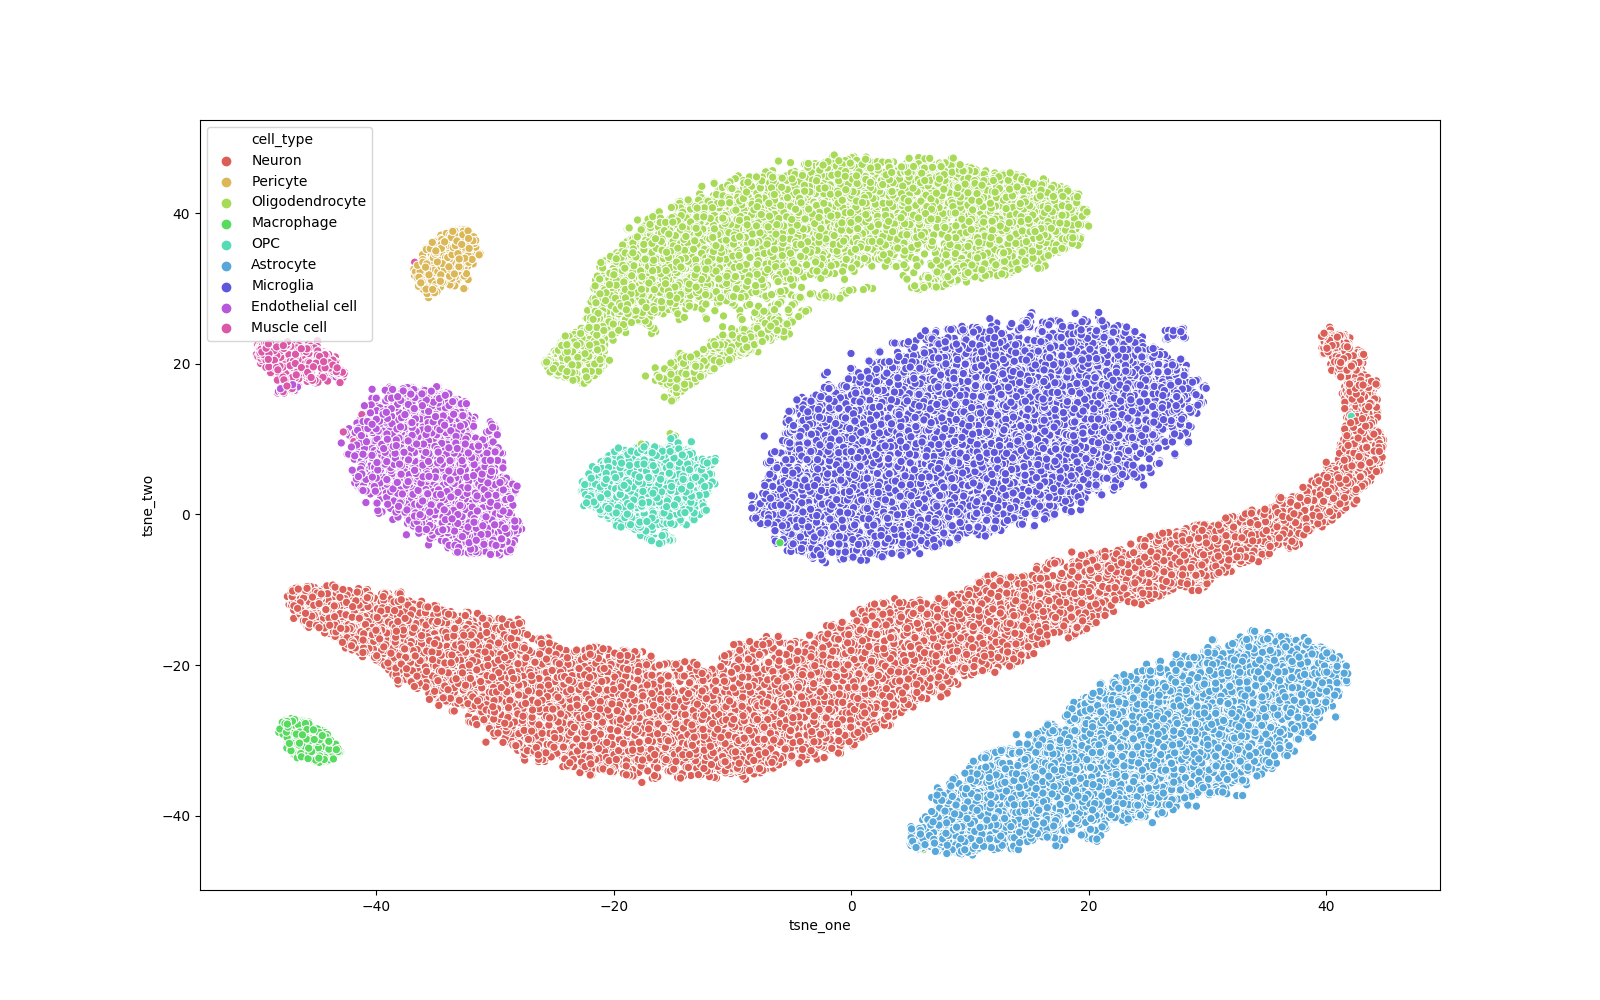 cell_type
Neuron
Pericyte
Oligodendrocyte
Macrophage
OPC
Astrocyte
Microglia
Endothelial cell
Muscle cell
40
20
0
−20
−40
tsne_two
−40
−20
0
20
40
tsne_one